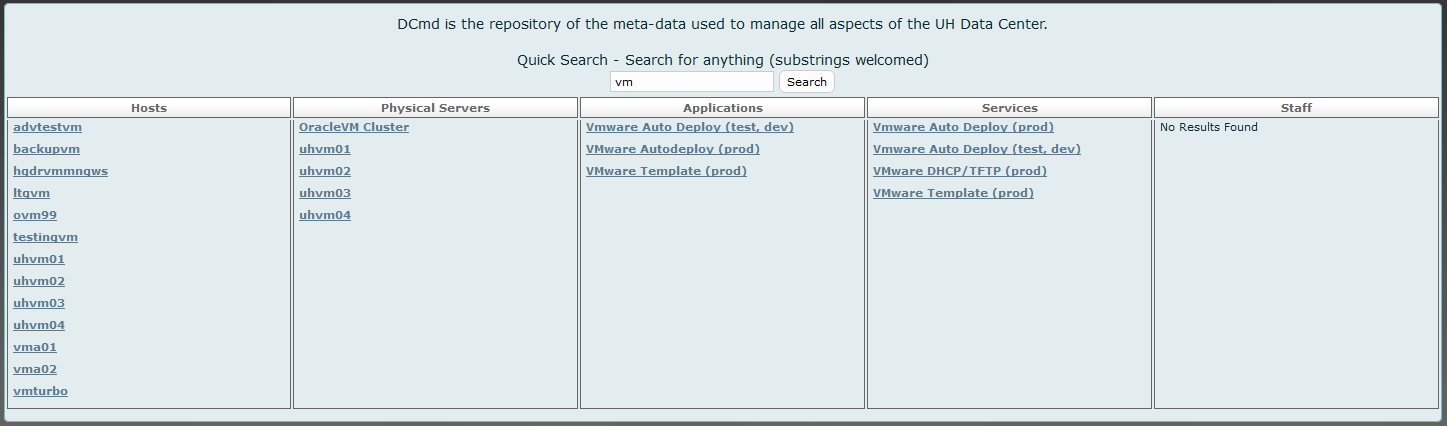 DCmd is the repository of the meta-data used to manage all aspects of the UH Data Center.
Quick Search - Search for anything (substrings welcomed)
vm Search
Hosts Physical Servers Applications Services Staff
advtestvm OracleVM Cluster Vmware Auto Deploy (test, dev) Vmware Auto Deploy (prod) No Results Found
backupvm uhvm01 VMware Autodeploy (prod) Vmware Auto Deploy (test, dev)
hqdrvmmngws uhvm02 VMware Template (prod) VMware DHCP/TFTP (prod)
ltgvm uhvm03 VMware Template (prod)
ovm99 uhvm04
testingvm
uhvm01
uhvm02
uhvm03
uhvm04
vma01
vma02
vmturbo